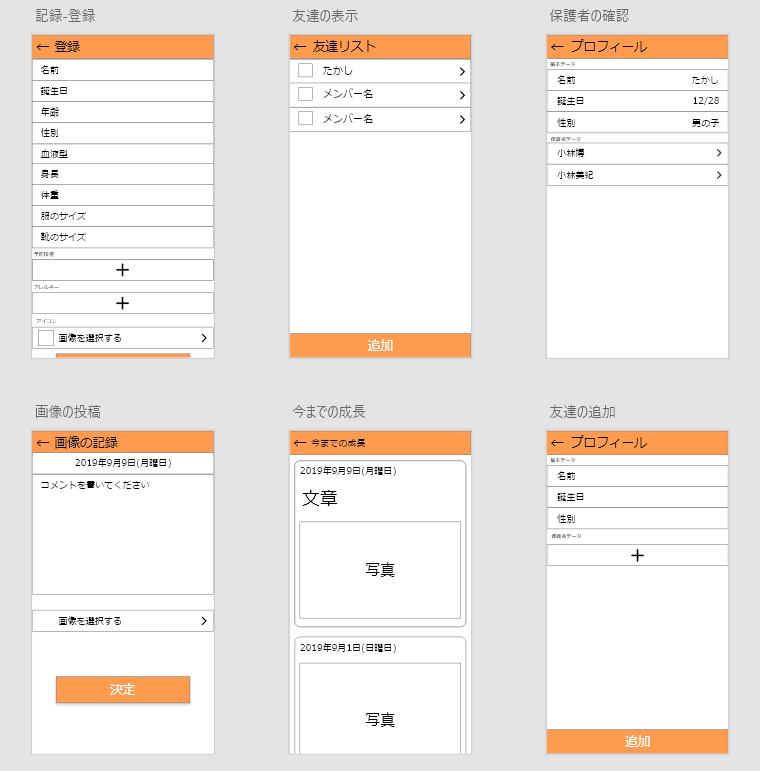 記録-登録
← 登録
名前
誕生日
年齢
性別
血液型
身長
体重
服のサイズ
靴のサイズ
予防接種
+
アレルギー
+
アイコン
画像を選択する
友達の表示
← 友達リスト
たかし
メンバー名
メンバー名
追加
保護者の確認
← プロフィール
基本データ
名前 たかし
誕生日 12/28
性別 男の子
保護者データ
小林博
小林美紀
画像の投稿
← 画像の記録
2019年9月9日(月曜日)
コメントを書いてください
画像を選択する
決定
今までの成長
← 今までの成長
2019年9月9日(月曜日)
文章
写真
2019年9月1日(日曜日)
写真
友達の追加
← プロフィール
基本データ
名前
誕生日
性別
保護者データ
+
追加